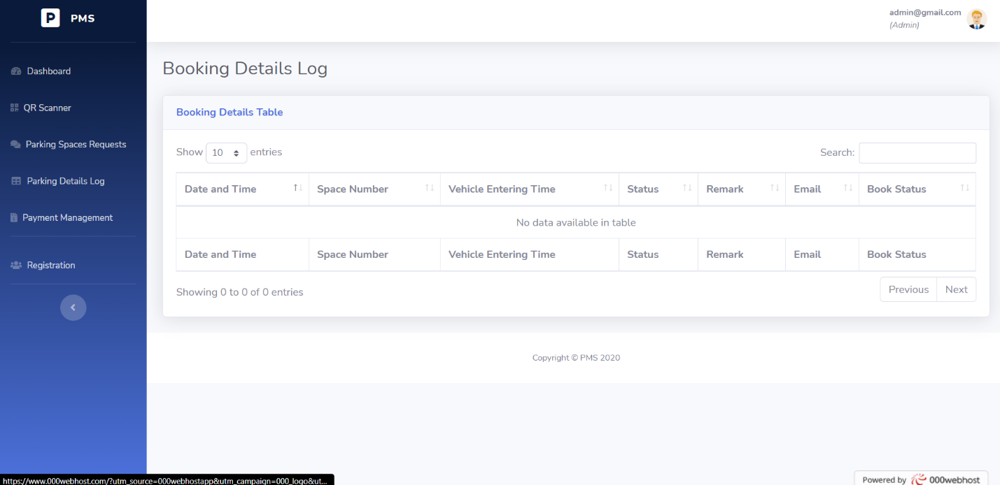 P PMS
admin@gmail.com
(Admin)
Dashboard
QR Scanner
Parking Spaces Requests
Parking Details Log
Payment Management
Registration
Booking Details Log
Booking Details Table
Show 10 entries
Search:
Date and Time Space Number Vehicle Entering Time Status Remark Email Book Status
No data available in table
Date and Time Space Number Vehicle Entering Time Status Remark Email Book Status
Showing 0 to 0 of 0 entries
Previous Next
Copyright © PMS 2020
https://www.000webhost.com/?utm_source=000webhostapp&utm_campaign=000_logo&ut...
Powered by 000webhost